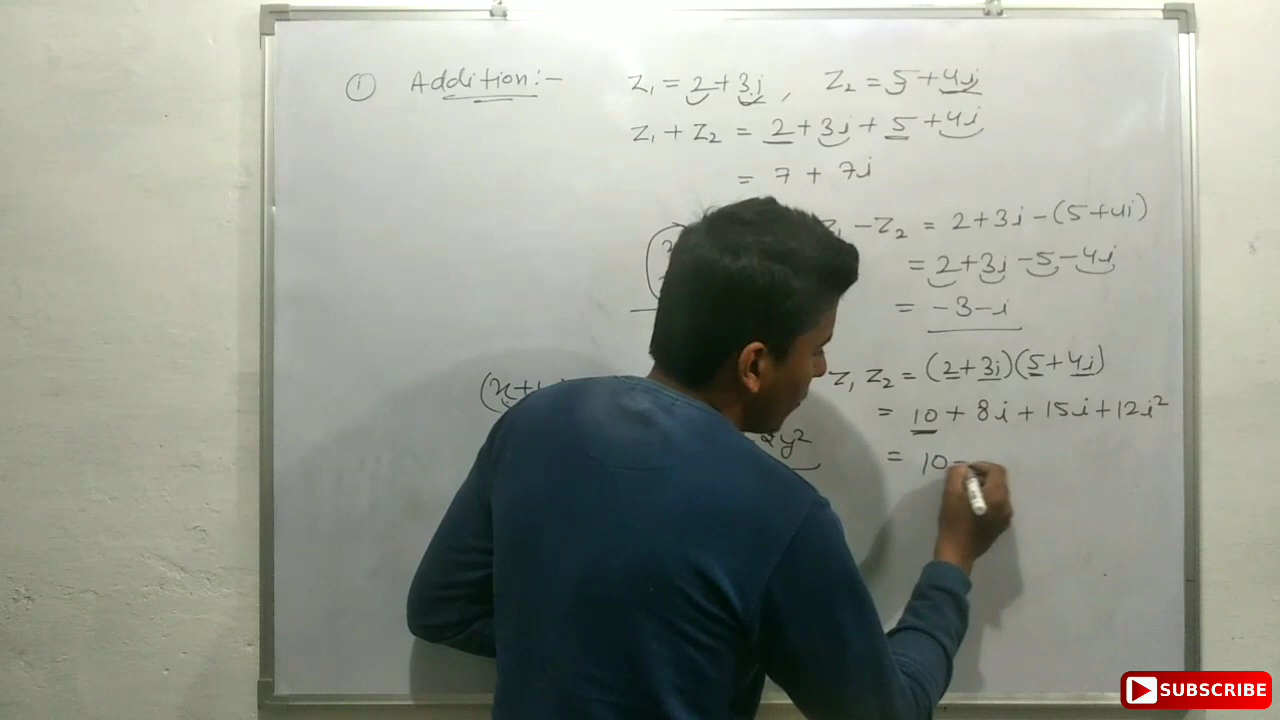 ① Addition:- Z₁ = 2+3i, Z₂ = 5+4i
Z₁ + Z₂ = 2+3i+5+4i
= 7 + 7i
-Z₂ = 2+3i-(5+4i)
= 2+3i-5-4i
= -3-i
Z₁ Z₂ = (2+3i)(5+4i)
= 10 + 8i + 15i + 12i²
(x+
y²
= 10
SUBSCRIBE